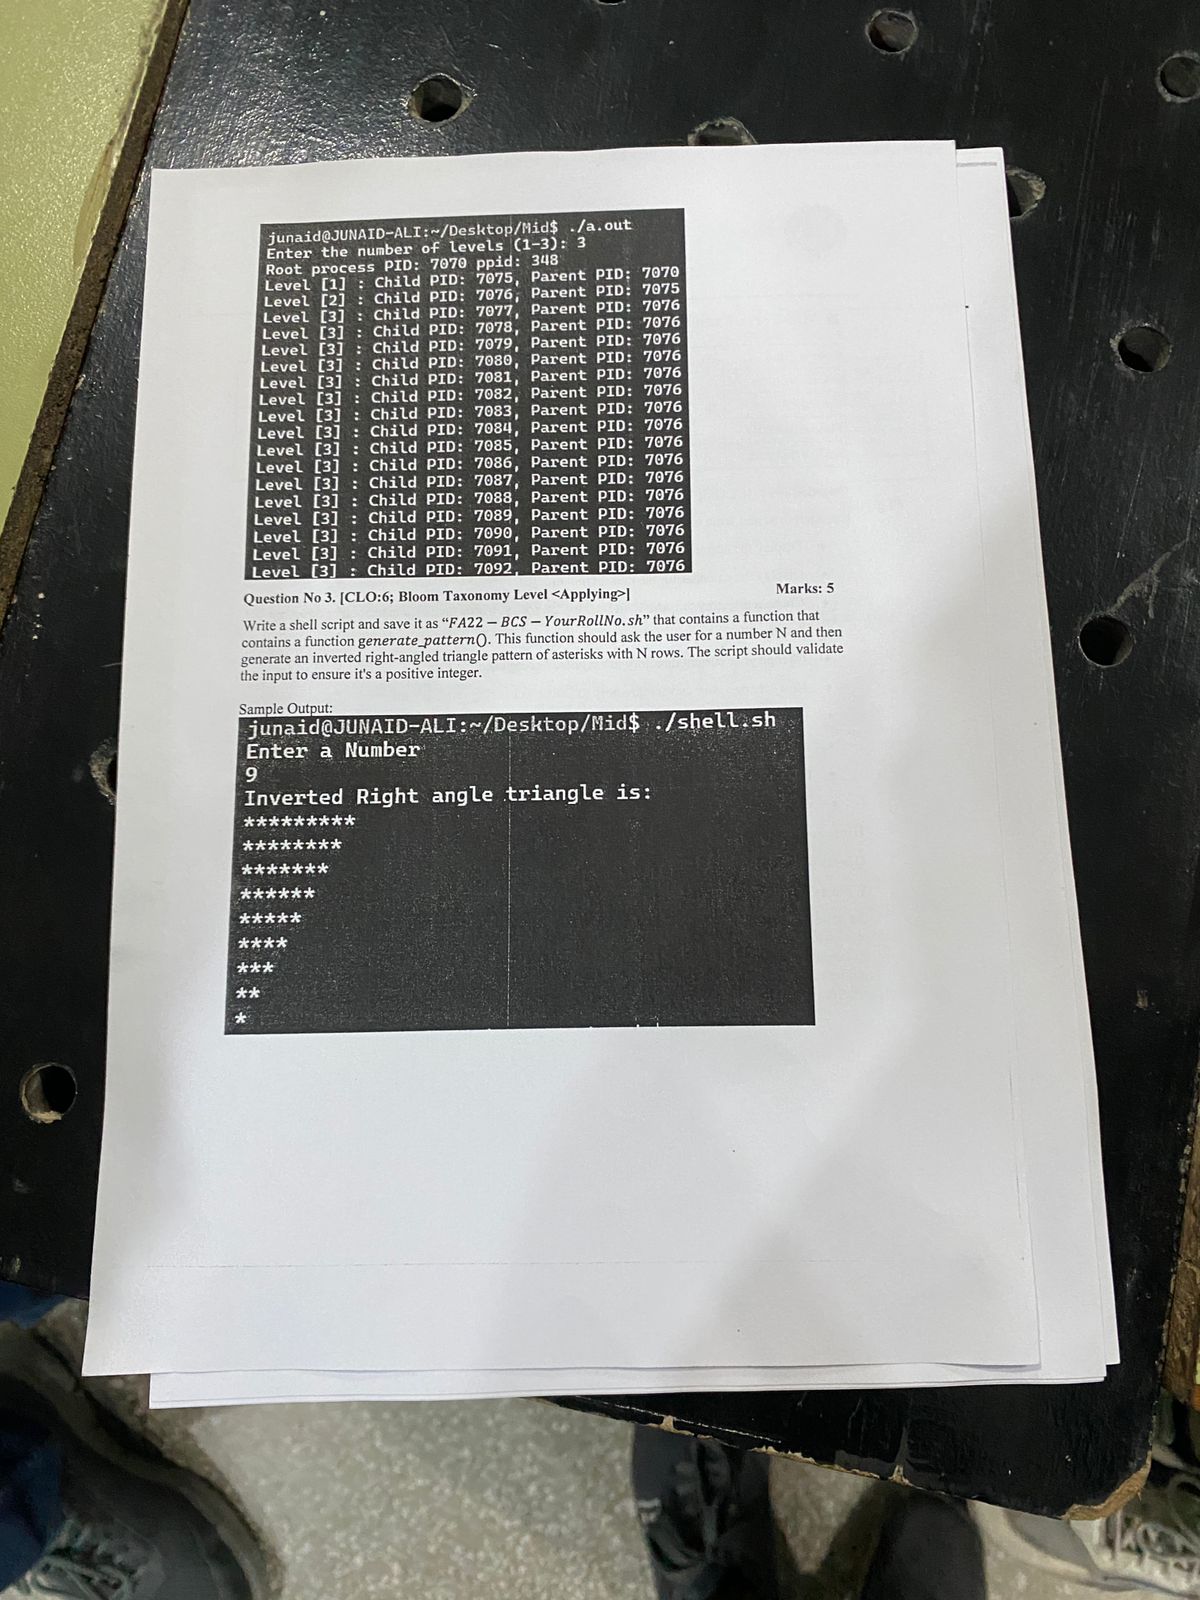 junaid@JUNAID-ALI:~/Desktop/Mid$ ./a.out
Enter the number of levels (1-3): 3
Root process PID: 7070 ppid: 348
Level [1] : Child PID: 7075, Parent PID: 7070
Level [2] : Child PID: 7076, Parent PID: 7075
Level [3] : Child PID: 7077, Parent PID: 7076
Level [3] : Child PID: 7078, Parent PID: 7076
Level [3] : Child PID: 7079, Parent PID: 7076
Level [3] : Child PID: 7080, Parent PID: 7076
Level [3] : Child PID: 7081, Parent PID: 7076
Level [3] : Child PID: 7082, Parent PID: 7076
Level [3] : Child PID: 7083, Parent PID: 7076
Level [3] : Child PID: 7084, Parent PID: 7076
Level [3] : Child PID: 7085, Parent PID: 7076
Level [3] : Child PID: 7086, Parent PID: 7076
Level [3] : Child PID: 7087, Parent PID: 7076
Level [3] : Child PID: 7088, Parent PID: 7076
Level [3] : Child PID: 7089, Parent PID: 7076
Level [3] : Child PID: 7090, Parent PID: 7076
Level [3] : Child PID: 7091, Parent PID: 7076
Level [3] : Child PID: 7092, Parent PID: 7076
Question No 3. [CLO:6; Bloom Taxonomy Level <Applying>] Marks: 5
Write a shell script and save it as “FA22 – BCS – YourRollNo.sh” that contains a function that
contains a function generate_pattern(). This function should ask the user for a number N and then
generate an inverted right-angled triangle pattern of asterisks with N rows. The script should validate
the input to ensure it's a positive integer.
Sample Output:
junaid@JUNAID-ALI:~/Desktop/Mid$ ./shell.sh
Enter a Number
9
Inverted Right angle triangle is:
*********
********
*******
******
*****
****
***
**
*